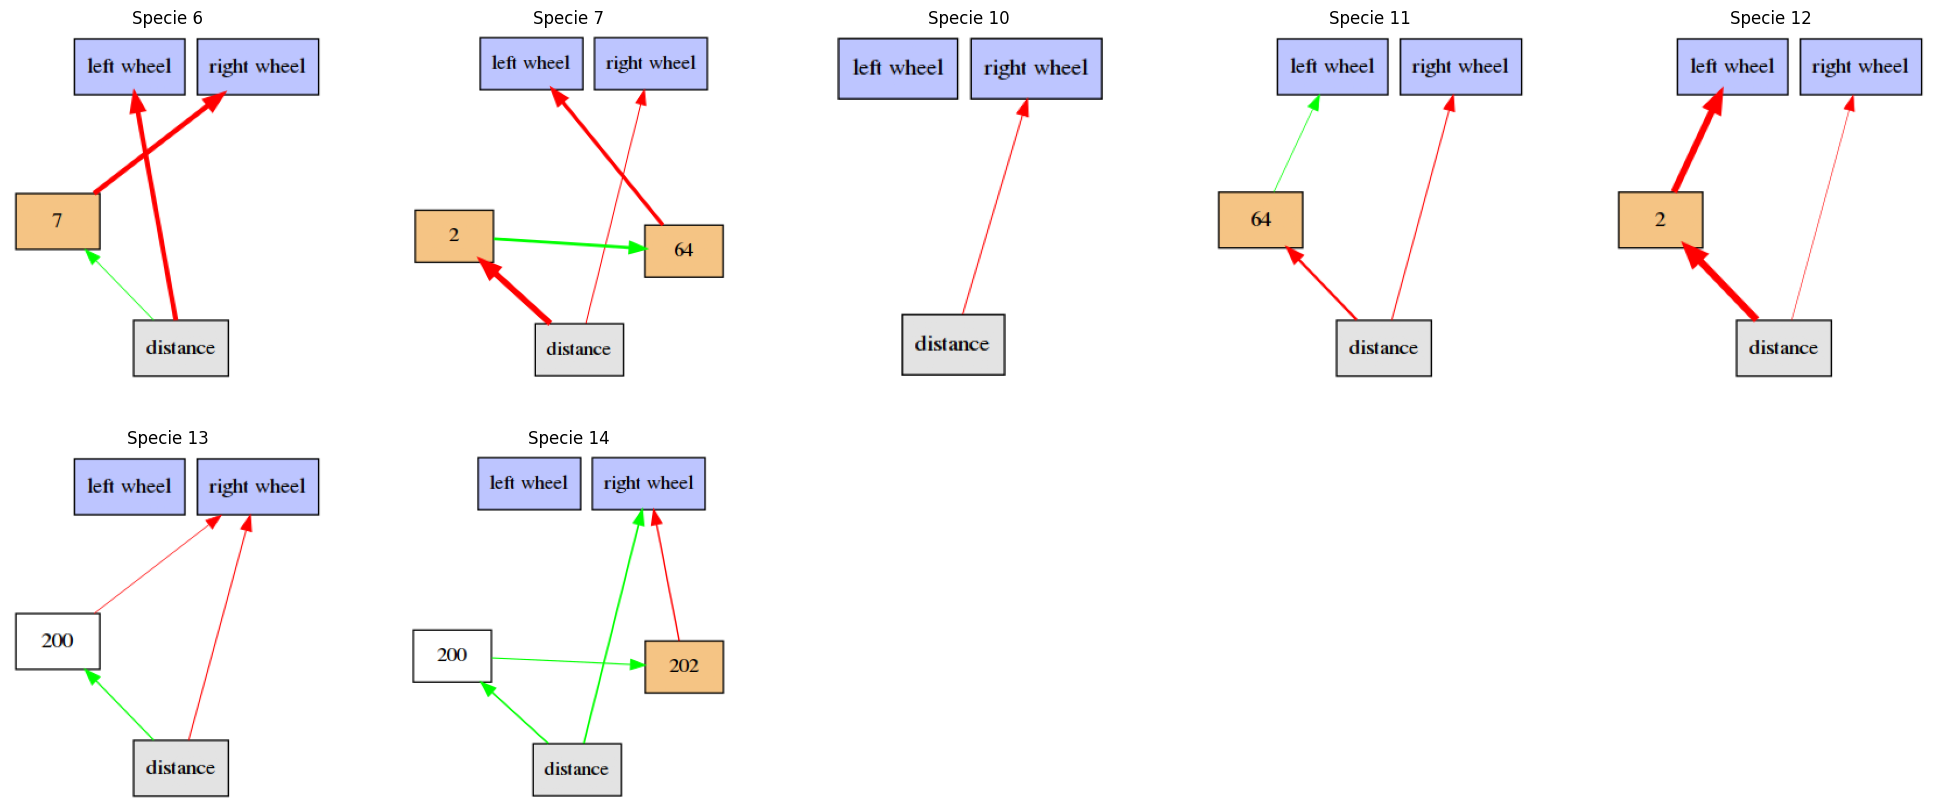 Specie 6
left wheel
right wheel
7
distance
Specie 7
left wheel
right wheel
2
64
distance
Specie 10
left wheel
right wheel
distance
Specie 11
left wheel
right wheel
64
distance
Specie 12
left wheel
right wheel
2
distance
Specie 13
left wheel
right wheel
200
distance
Specie 14
left wheel
right wheel
200
202
distance